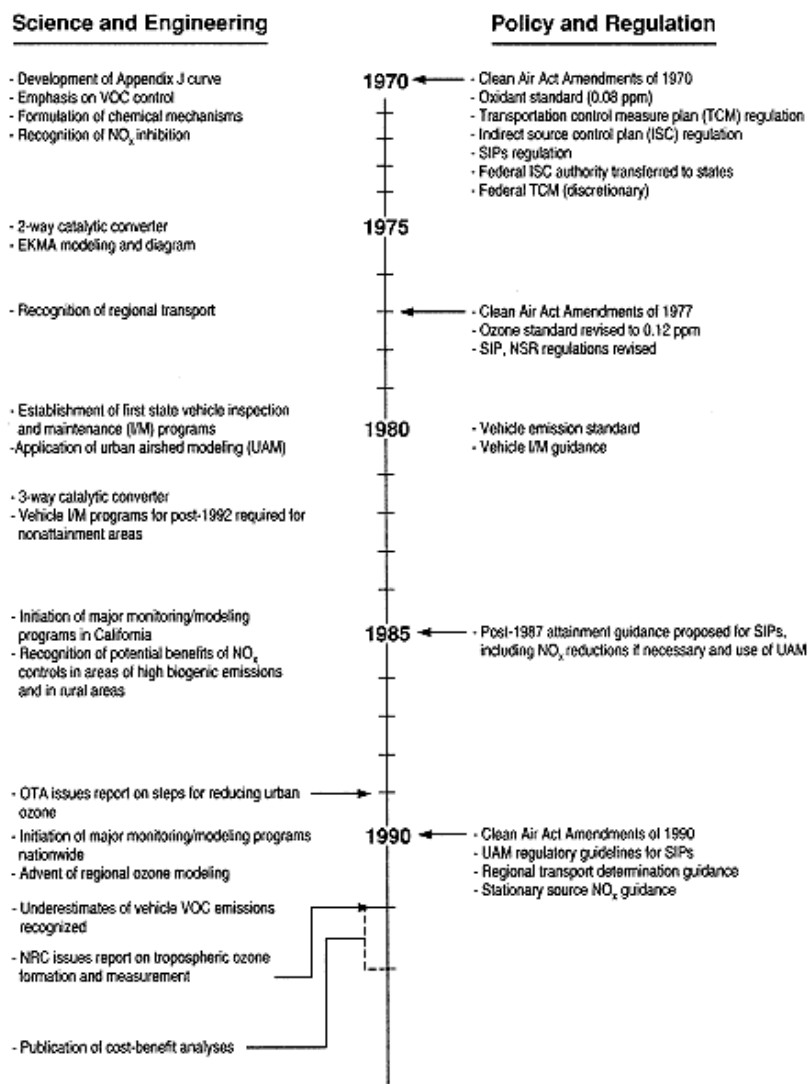 Science and Engineering
Policy and Regulation
- Development of Appendix J curve
- Emphasis on VOC control
- Formulation of chemical mechanisms
- Recognition of NOx inhibition
1970
- Clean Air Act Amendments of 1970
- Oxidant standard (0.08 ppm)
- Transportation control measure plan (TCM) regulation
- Indirect source control plan (ISC) regulation
- SIPs regulation
- Federal ISC authority transferred to states
- Federal TCM (discretionary)
- 2-way catalytic converter
- EKMA modeling and diagram
1975
- Recognition of regional transport
- Clean Air Act Amendments of 1977
- Ozone standard revised to 0.12 ppm
- SIP, NSR regulations revised
- Establishment of first state vehicle inspection
and maintenance (I/M) programs
-Application of urban airshed modeling (UAM)
1980
- Vehicle emission standard
- Vehicle I/M guidance
- 3-way catalytic converter
- Vehicle I/M programs for post-1992 required for
nonattainment areas
- Initiation of major monitoring/modeling
programs in California
- Recognition of potential benefits of NOx
controls in areas of high biogenic emissions
and in rural areas
1985
- Post-1987 attainment guidance proposed for SIPs,
including NOx reductions if necessary and use of UAM
- OTA issues report on steps for reducing urban
ozone
- Initiation of major monitoring/modeling programs
nationwide
- Advent of regional ozone modeling
1990
- Clean Air Act Amendments of 1990
- UAM regulatory guidelines for SIPs
- Regional transport determination guidance
- Stationary source NOx guidance
- Underestimates of vehicle VOC emissions
recognized
- NRC issues report on tropospheric ozone
formation and measurement
- Publication of cost-benefit analyses